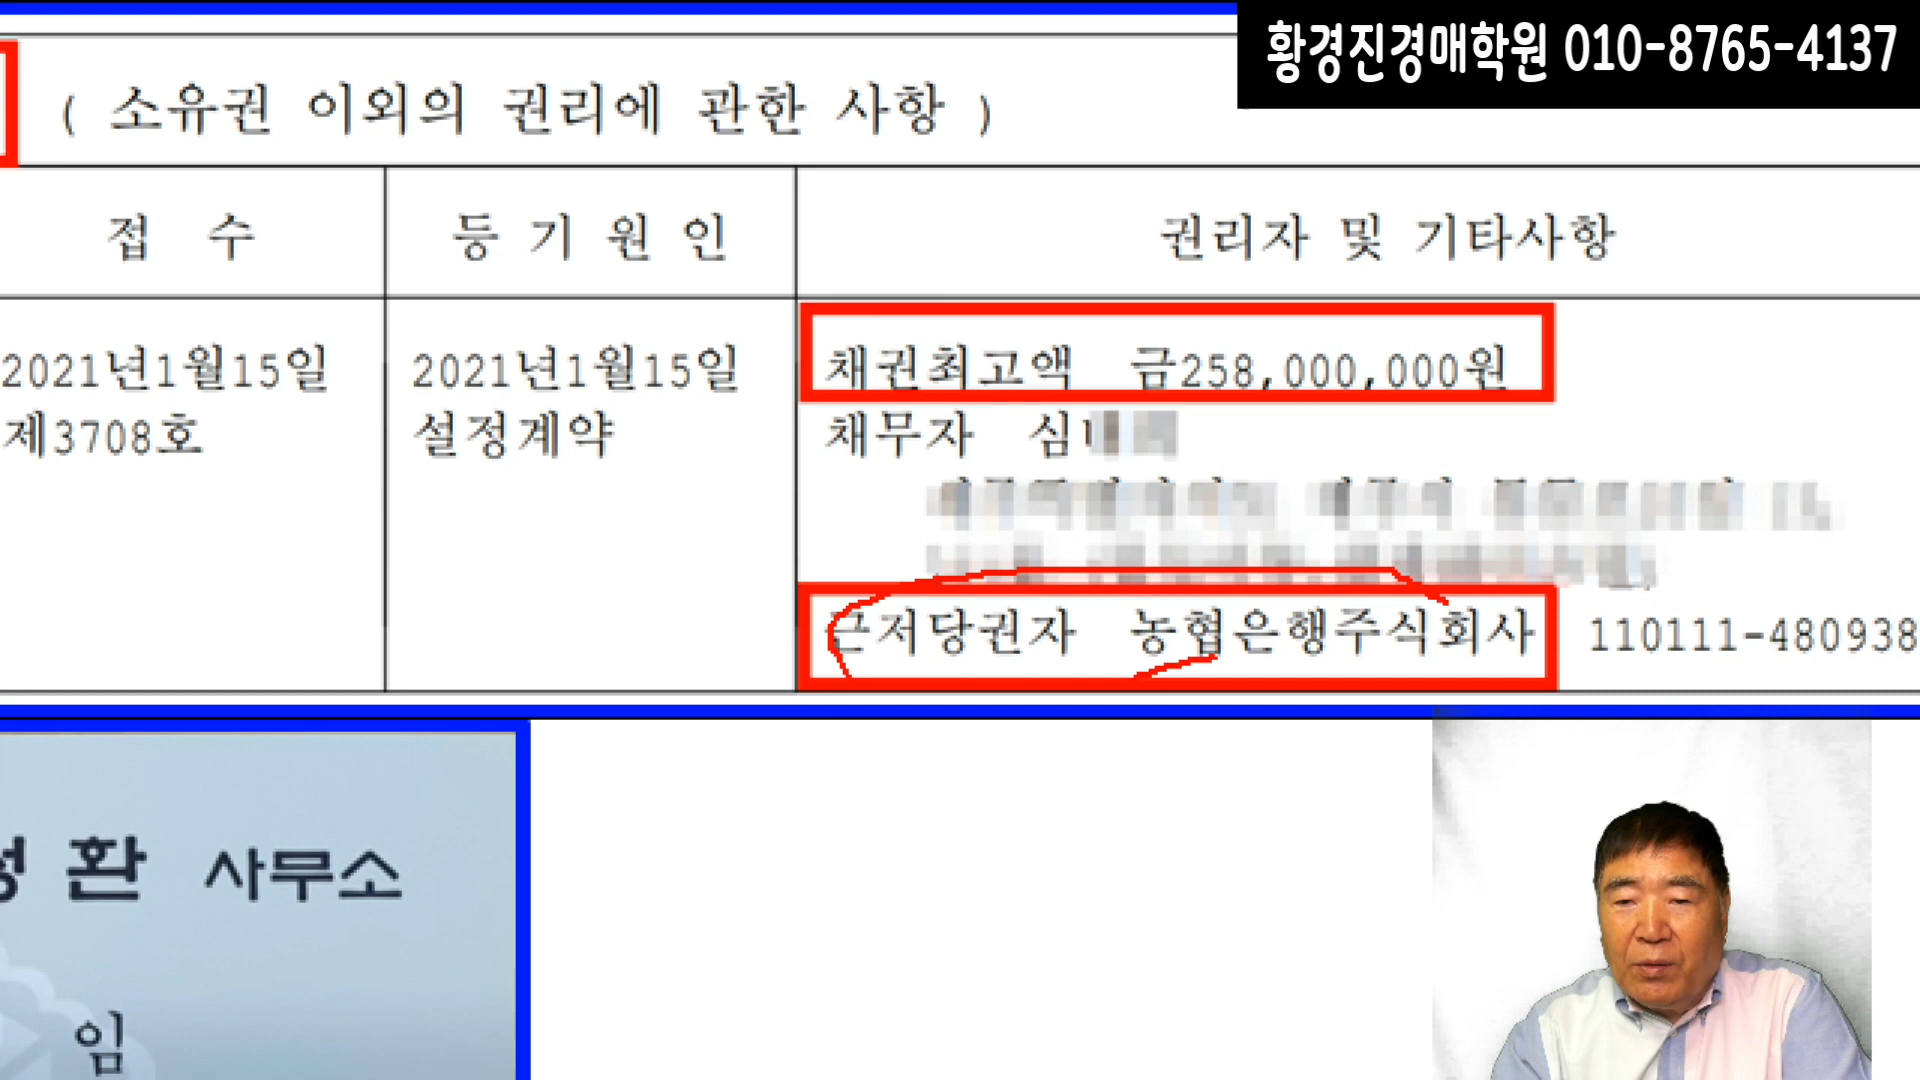 황경진경매학원 010-8765-4137
( 소유권 이외의 권리에 관한 사항 )
접 수 등 기 원 인 권리자 및 기타사항
2021년1월15일 2021년1월15일 채권최고액 금258,000,000원
제3708호 설정계약 채무자 심
근저당권자 농협은행주식회사 110111-480938
환 사무소
임